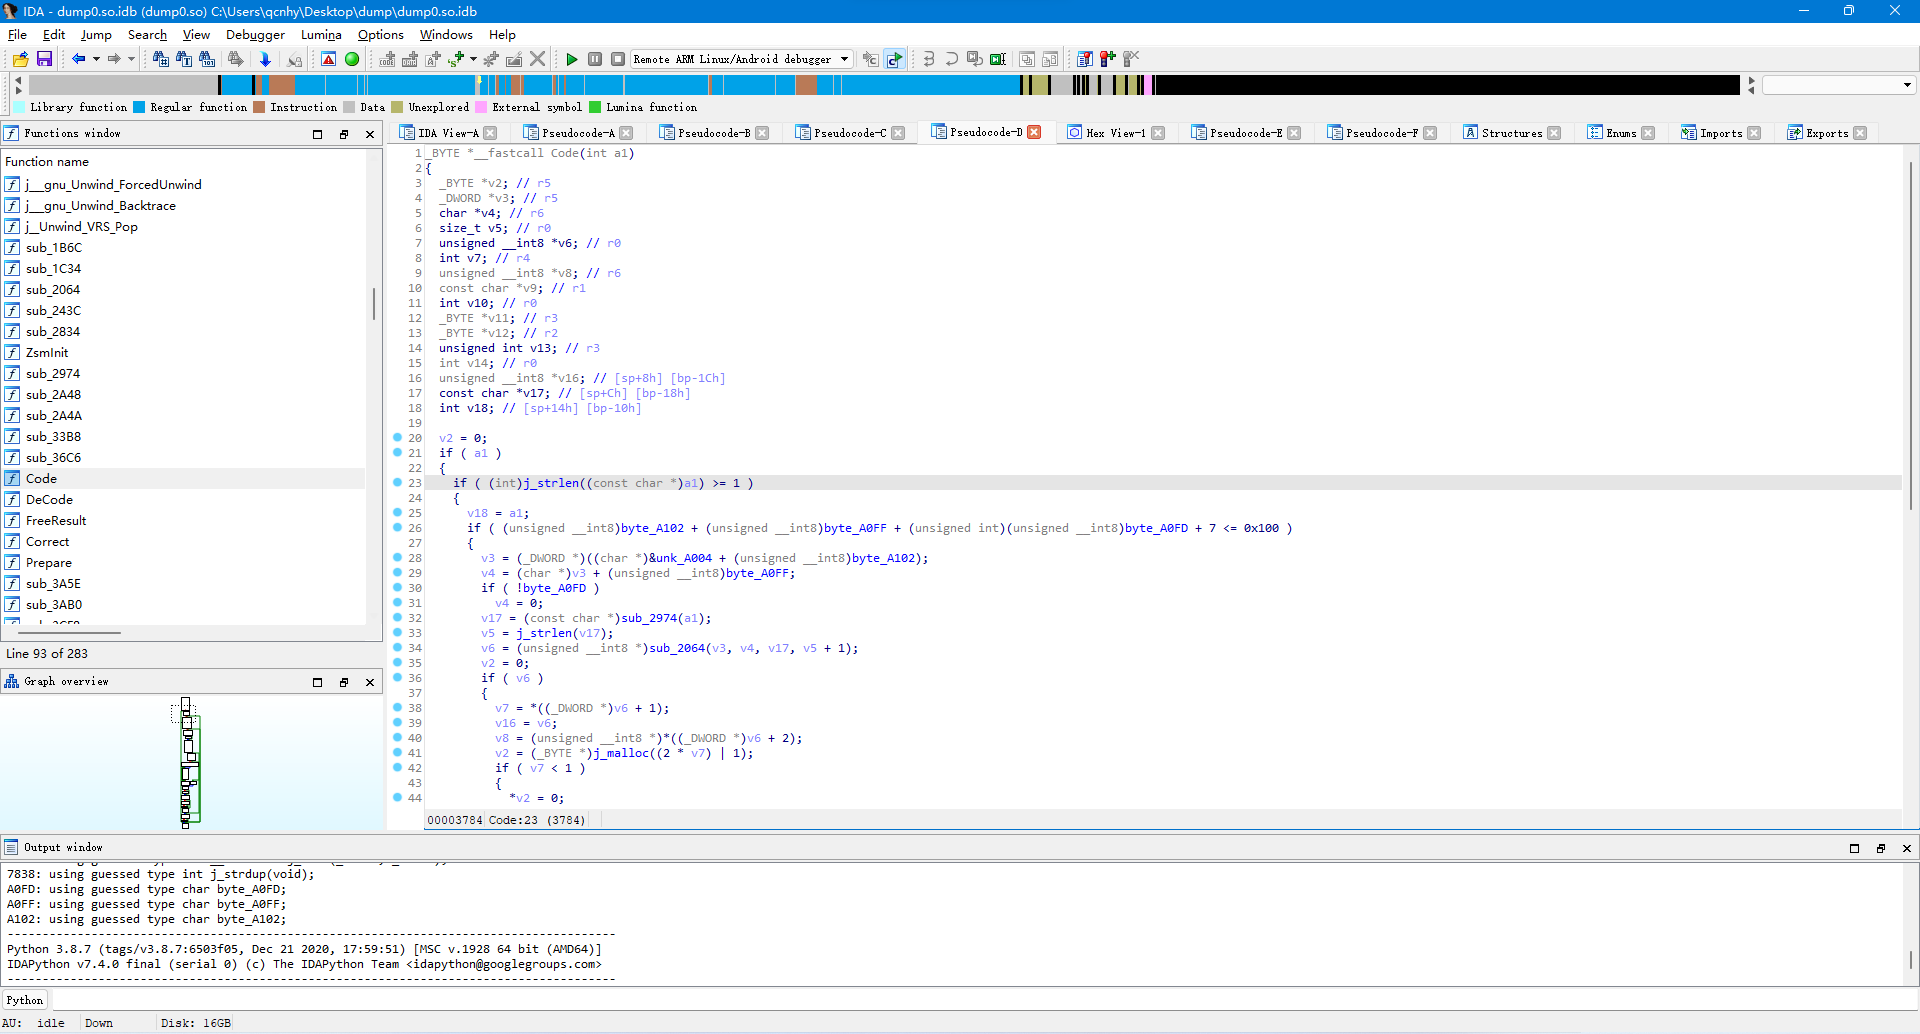 IDA - dump0.so.idb (dump0.so) C:\Users\qcnhy\Desktop\dump\dump0.so.idb
File Edit Jump Search View Debugger Lumina Options Windows Help
Remote ARM Linux/Android debugger
Library function Regular function Instruction Data Unexplored External symbol Lumina function
Functions window
IDA View-A Pseudocode-A Pseudocode-B Pseudocode-C Pseudocode-D Hex View-1 Pseudocode-E Pseudocode-F Structures Enums Imports Exports
Function name
j___gnu_Unwind_ForcedUnwind
j___gnu_Unwind_Backtrace
j__Unwind_VRS_Pop
sub_1B6C
sub_1C34
sub_2064
sub_243C
sub_2834
ZsmInit
sub_2974
sub_2A48
sub_2A4A
sub_33B8
sub_36C6
Code
DeCode
FreeResult
Correct
Prepare
sub_3A5E
sub_3AB0
Line 93 of 283
Graph overview
1 _BYTE *__fastcall Code(int a1)
2 {
3 _BYTE *v2; // r5
4 _DWORD *v3; // r5
5 char *v4; // r6
6 size_t v5; // r0
7 unsigned __int8 *v6; // r0
8 int v7; // r4
9 unsigned __int8 *v8; // r6
10 const char *v9; // r1
11 int v10; // r0
12 _BYTE *v11; // r3
13 _BYTE *v12; // r2
14 unsigned int v13; // r3
15 int v14; // r0
16 unsigned __int8 *v16; // [sp+8h] [bp-1Ch]
17 const char *v17; // [sp+Ch] [bp-18h]
18 int v18; // [sp+14h] [bp-10h]
19
20 v2 = 0;
21 if ( a1 )
22 {
23 if ( (int)j_strlen((const char *)a1) >= 1 )
24 {
25 v18 = a1;
26 if ( (unsigned __int8)byte_A102 + (unsigned __int8)byte_A0FF + (unsigned int)(unsigned __int8)byte_A0FD + 7 <= 0x100 )
27 {
28 v3 = (_DWORD *)((char *)&unk_A004 + (unsigned __int8)byte_A102);
29 v4 = (char *)v3 + (unsigned __int8)byte_A0FF;
30 if ( !byte_A0FD )
31 v4 = 0;
32 v17 = (const char *)sub_2974(a1);
33 v5 = j_strlen(v17);
34 v6 = (unsigned __int8 *)sub_2064(v3, v4, v17, v5 + 1);
35 v2 = 0;
36 if ( v6 )
37 {
38 v7 = *((_DWORD *)v6 + 1);
39 v16 = v6;
40 v8 = (unsigned __int8 *)*((_DWORD *)v6 + 2);
41 v2 = (_BYTE *)j_malloc((2 * v7) | 1);
42 if ( v7 < 1 )
43 {
44 *v2 = 0;
00003784 Code:23 (3784)
Output window
7838: using guessed type int j_strdup(void);
A0FD: using guessed type char byte_A0FD;
A0FF: using guessed type char byte_A0FF;
A102: using guessed type char byte_A102;
Python 3.8.7 (tags/v3.8.7:6503f05, Dec 21 2020, 17:59:51) [MSC v.1928 64 bit (AMD64)]
IDAPython v7.4.0 final (serial 0) (c) The IDAPython Team <idapython@googlegroups.com>
Python
AU: idle Down Disk: 16GB